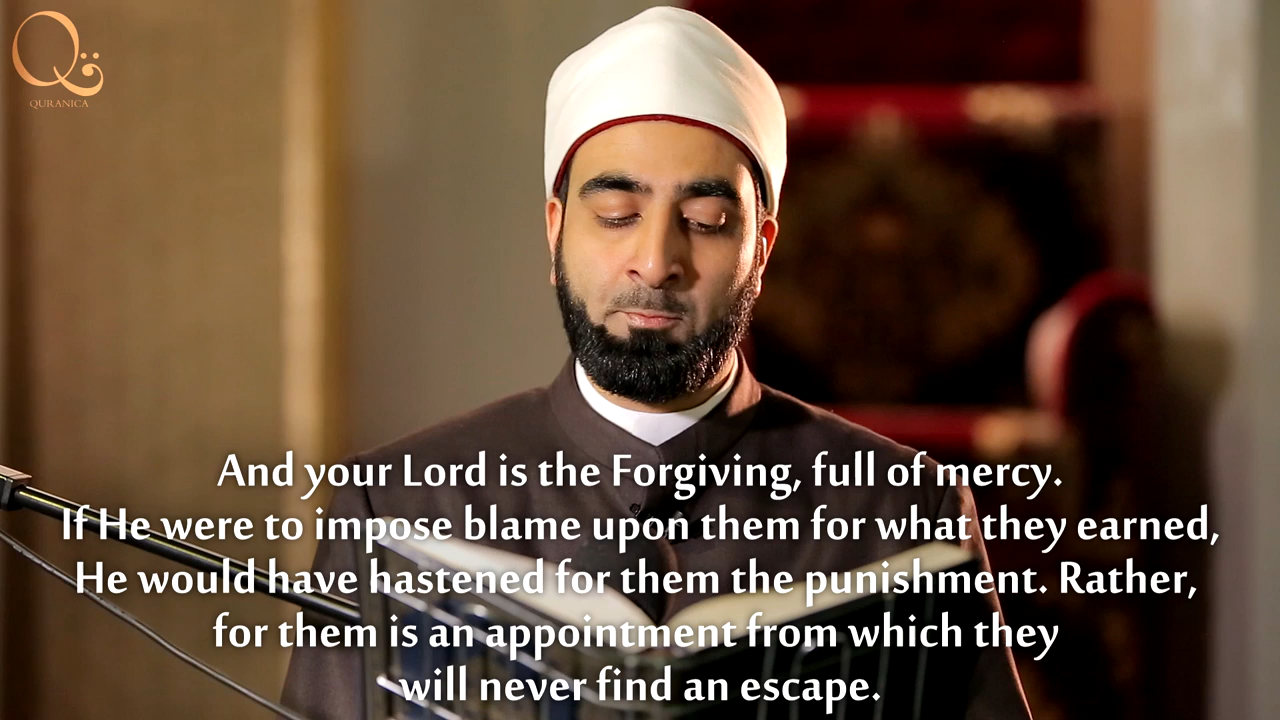 QURANICA
And your Lord is the Forgiving, full of mercy.
If He were to impose blame upon them for what they earned,
He would have hastened for them the punishment. Rather,
for them is an appointment from which they
will never find an escape.